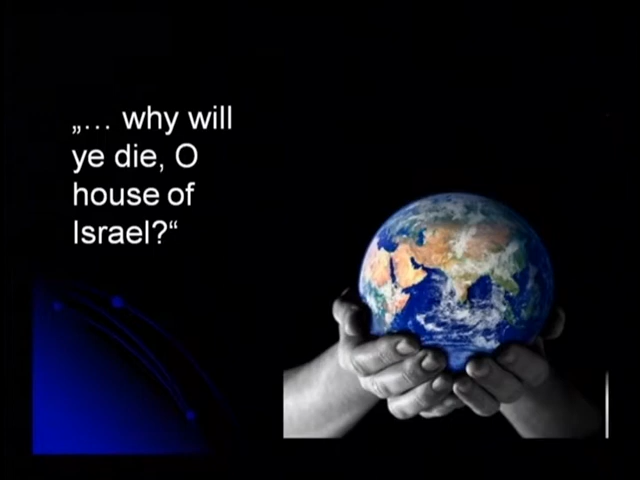 „… why will
ye die, O
house of
Israel?“